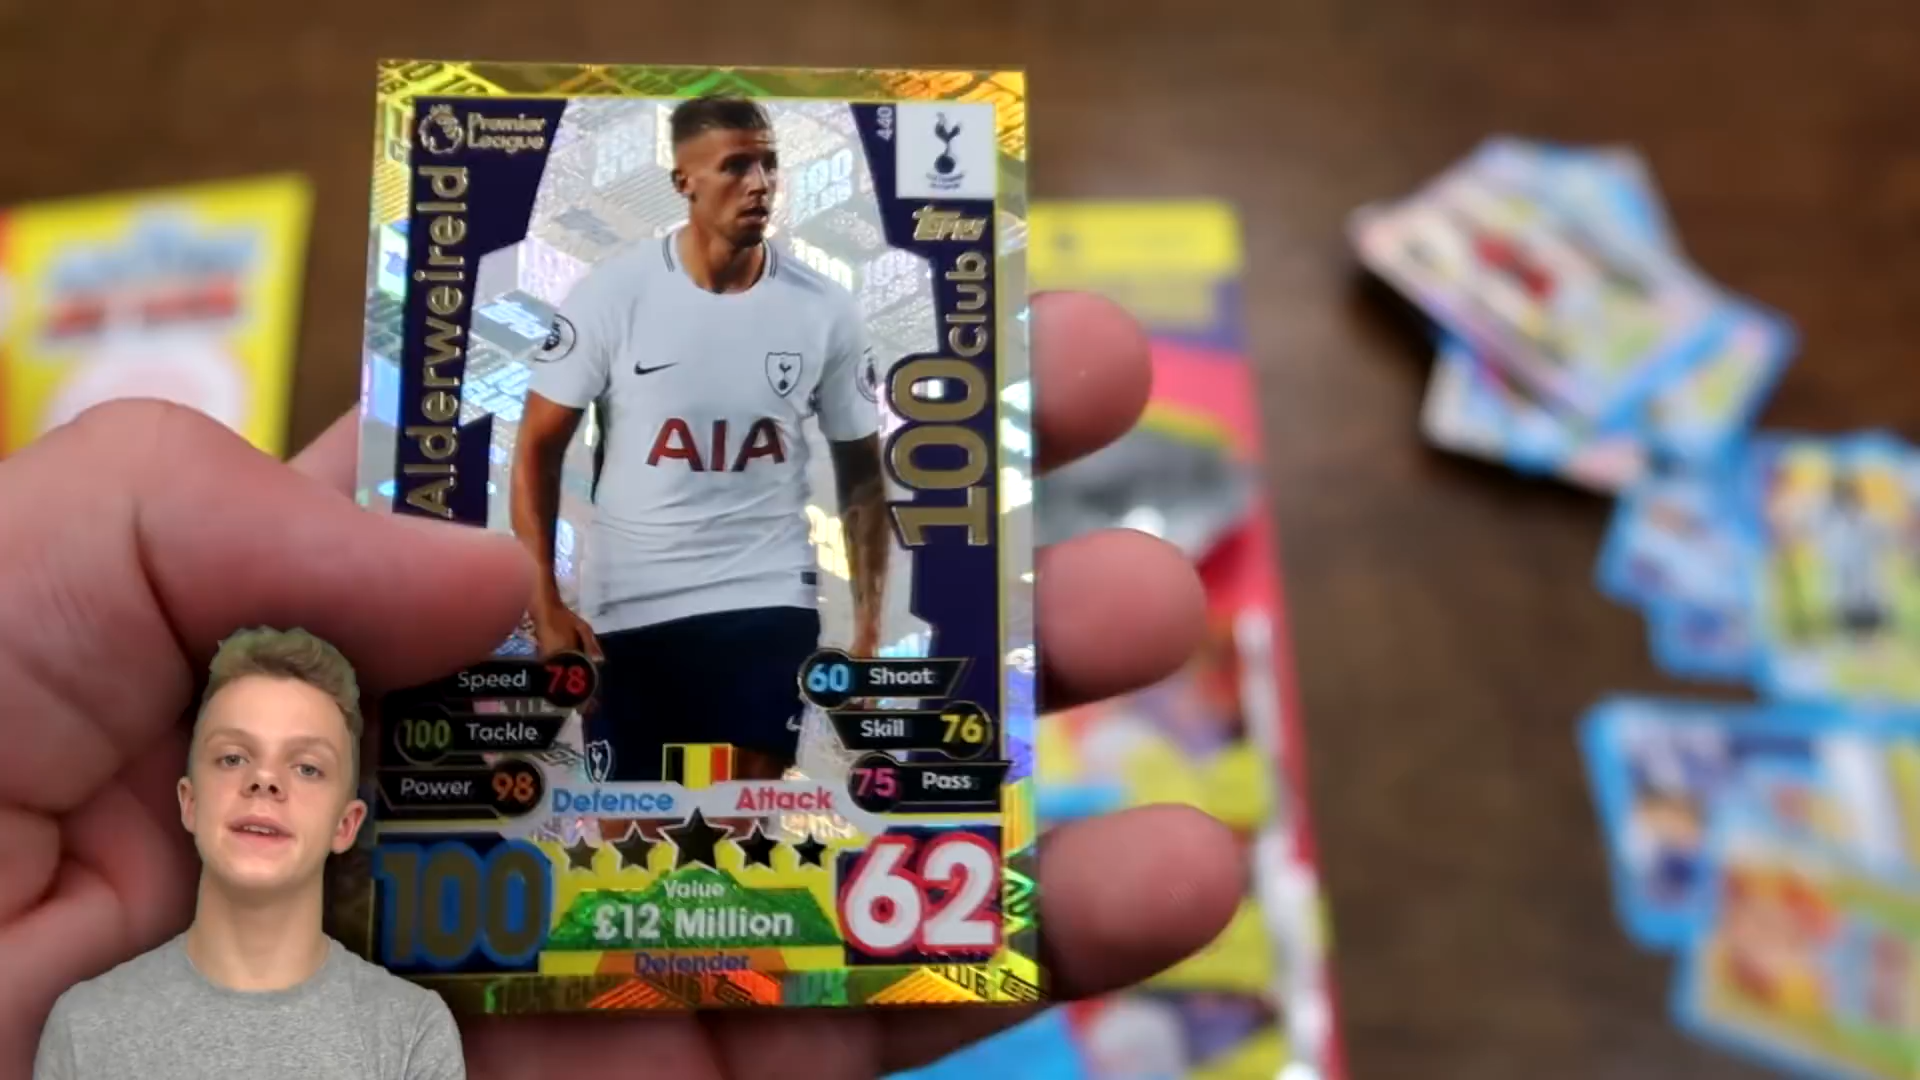 Premier
League
440
Alderweireld
TOPPS
100 Club
AIA
Speed 78
60 Shoot
100 Tackle
Skill 76
Power 98
75 Pass
Defence
Attack
100
Value
£12 Million
62
Defender